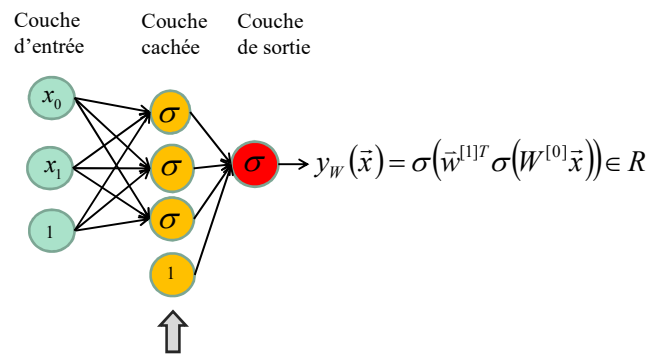 Couche
d'entrée
Couche
cachée
Couche
de sortie
x₀
x₁
1
σ
σ
σ
1
σ
y_W(x⃗) = σ(w⃗^{[1]T} σ(W^{[0]} x⃗)) ∈ R